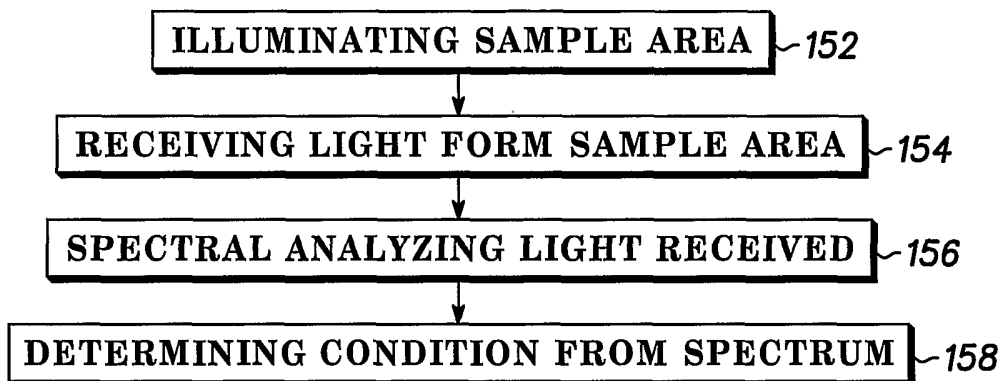 ILLUMINATING SAMPLE AREA 152
RECEIVING LIGHT FORM SAMPLE AREA 154
SPECTRAL ANALYZING LIGHT RECEIVED 156
DETERMINING CONDITION FROM SPECTRUM 158